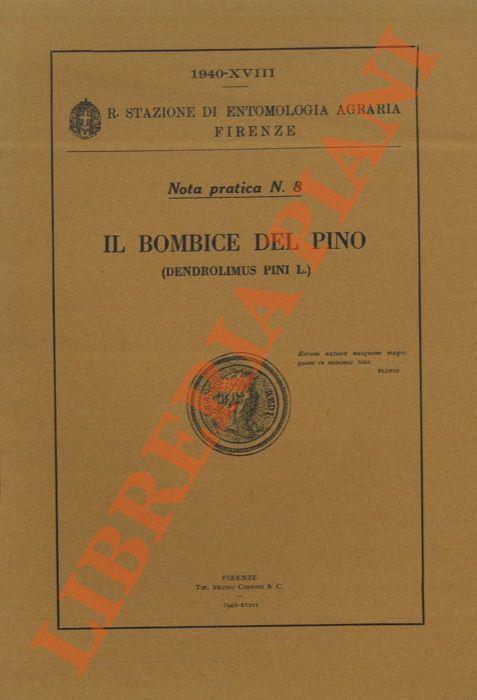 1940-XVIII
R. STAZIONE DI ENTOMOLOGIA AGRARIA
FIRENZE
Nota pratica N. 8
IL BOMBICE DEL PINO
(DENDROLIMUS PINI L.)
Rerum natura nusquam magis
quam in minimis tota.
PLINIO
REDI
FIRENZE
TIP. BRUNO COPPINI & C.
1940-XVIII
LIBRERIA PIANI